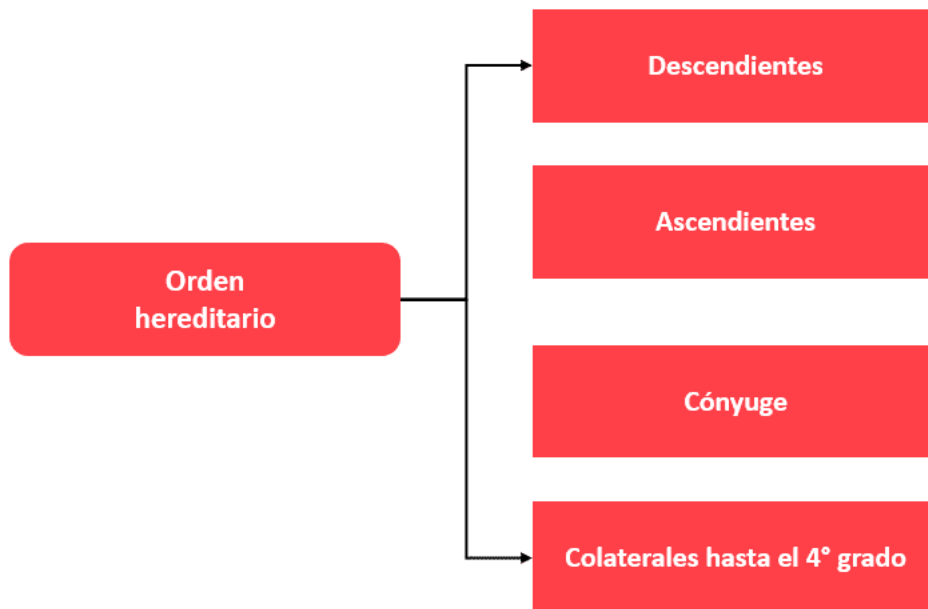 Orden
hereditario
Descendientes
Ascendientes
Cónyuge
Colaterales hasta el 4° grado